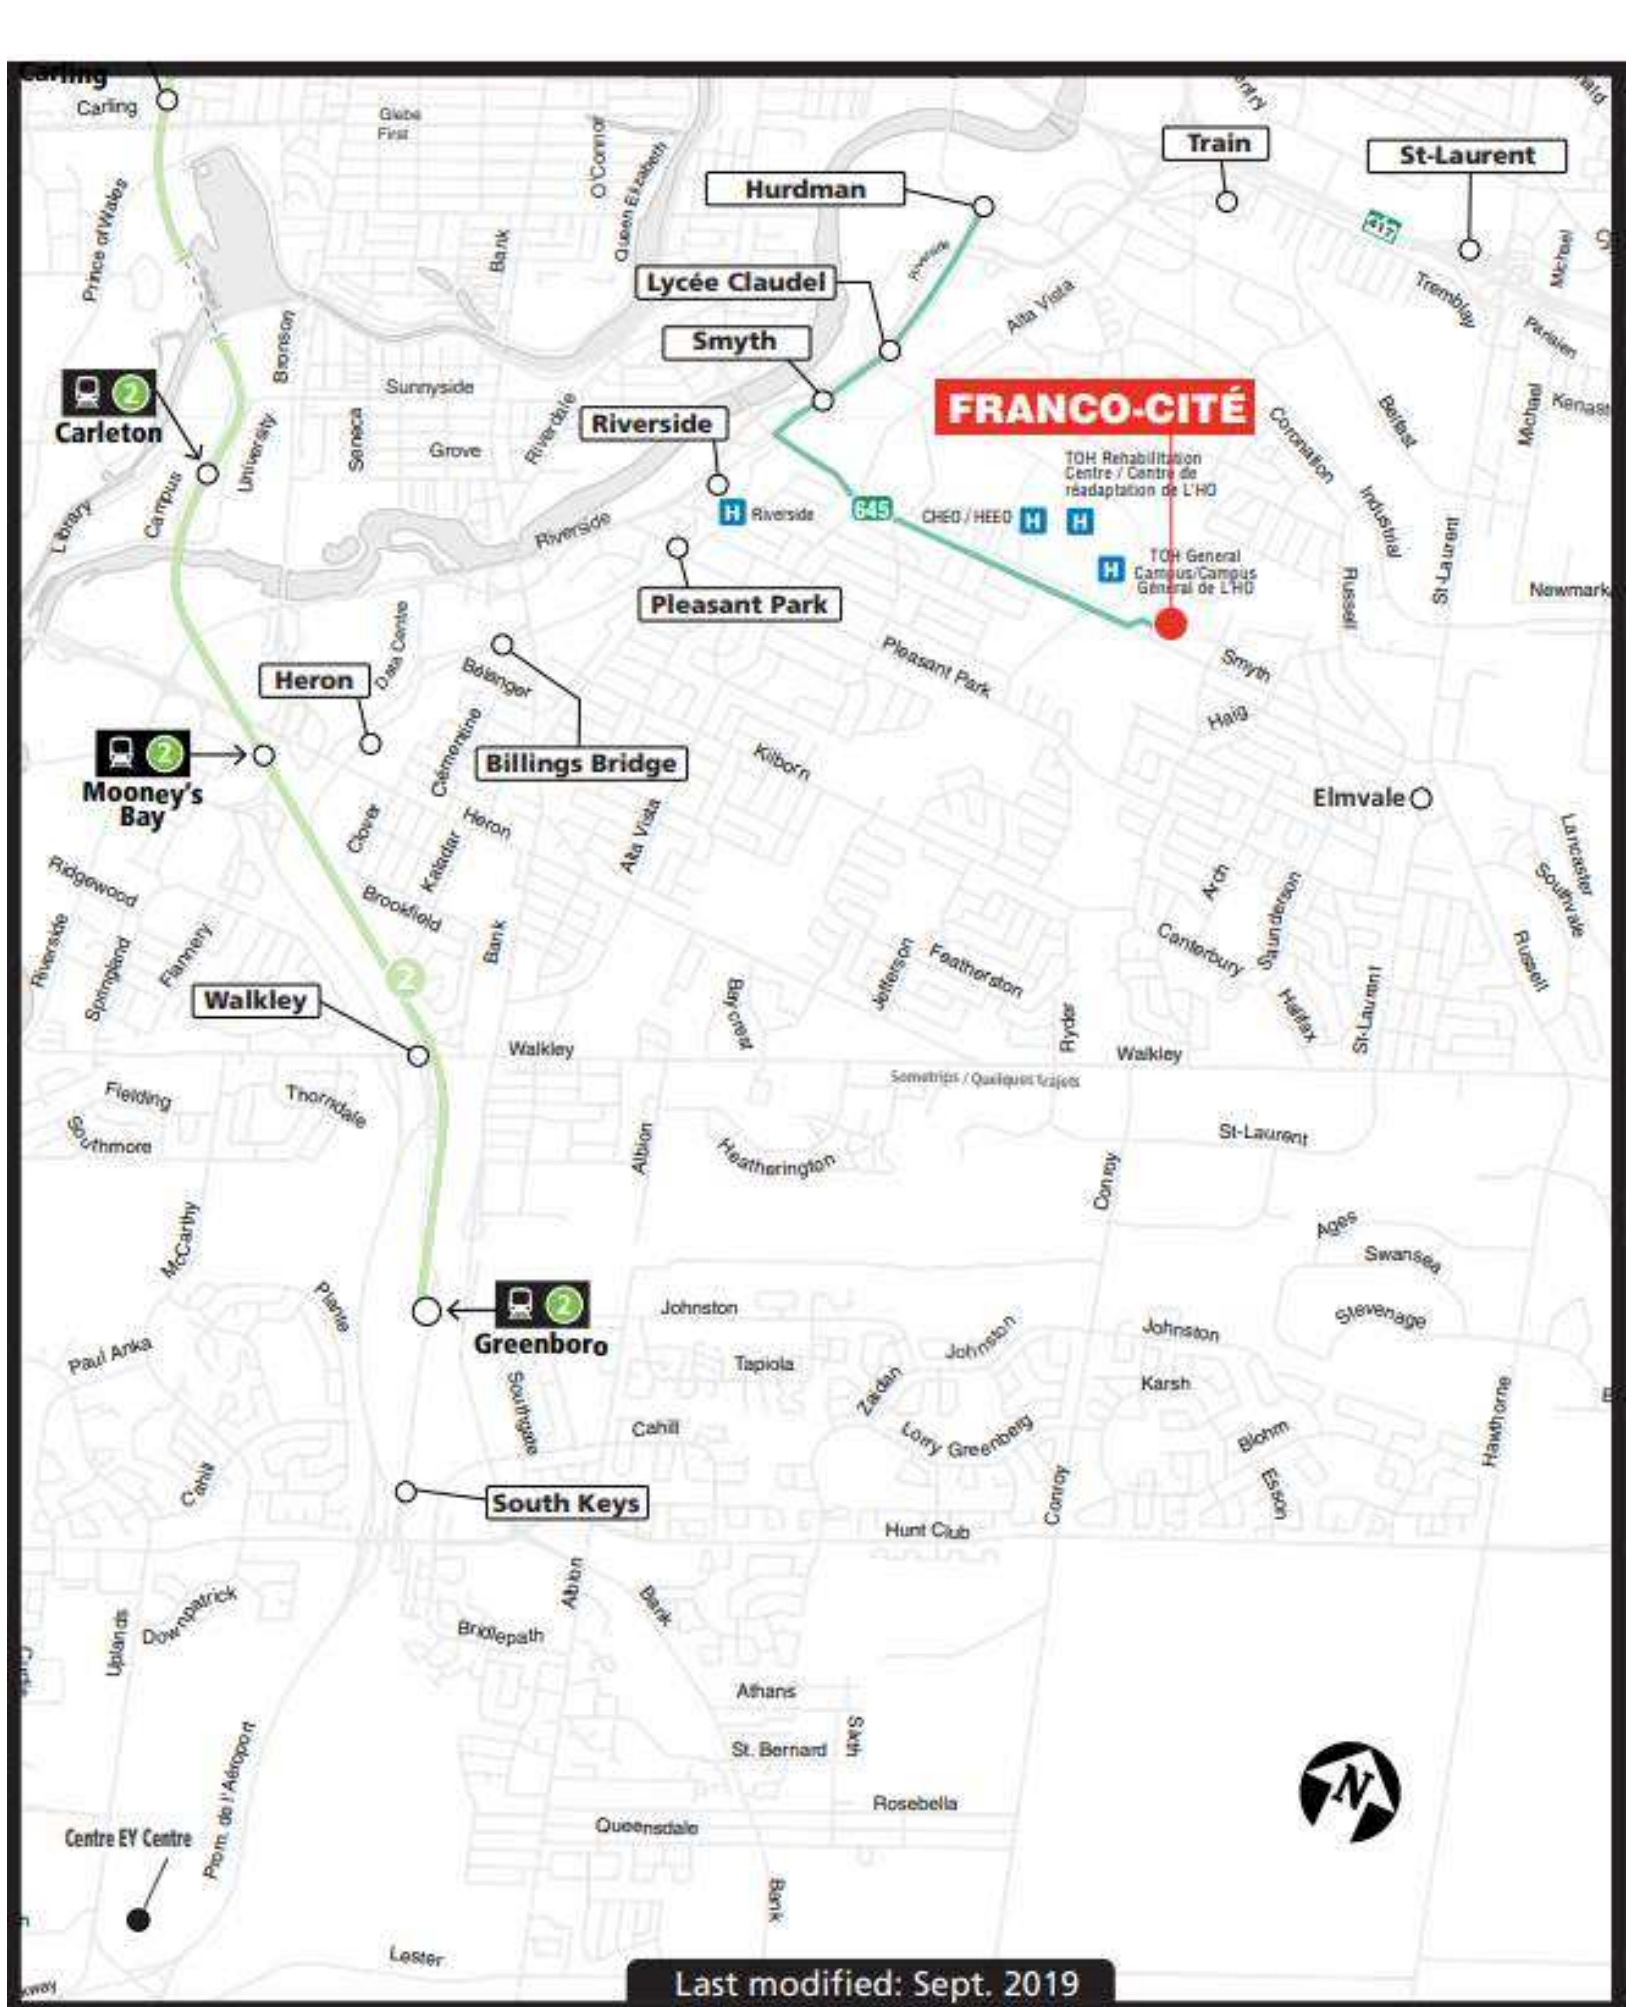 Carling
Carling
Glebe
First
O'Connor
Queen Elizabeth
Prince of Wales
Bank
Hurdman
Train
St-Laurent
417
Michael
Tremblay
Parisien
Riverside
Lycée Claudel
Alta Vista
Smyth
Bronson
Sunnyside
2
Carleton
University
Seneca
Grove
Riverdale
Riverside
FRANCO-CITÉ
Coronation
Belfast
Michael
TOH Rehabilitation
Centre / Centre de
réadaptation de L'HO
Library
Campus
Riverside
H
Riverside
645
CHEO / HEEO
H
H
Industrial
St-Laurent
H
TOH General
Campus/Campus
Général de L'HO
Russell
Pleasant Park
Data Centre
Bélanger
Heron
Pleasant Park
Smyth
Haig
Clémentine
2
Mooney's
Bay
Billings Bridge
Kilborn
Elmvale
Clover
Heron
Kaladar
Alta Vista
Lancaster
Southvale
Ridgewood
Brookfield
Arch
Saunderson
Riverside
Springland
Flannery
Bank
Canterbury
Russell
2
Walkley
Baycrest
Jefferson
Featherston
Ryder
Halifax
St-Laurent
Walkley
Walkley
Sometrips / Quelques trajets
Fielding
Thorndale
Southmore
Albion
Heatherington
St-Laurent
Conroy
McCarthy
Ages
Swansea
Plante
2
Greenboro
Johnston
Johnston
Johnston
Stevenage
Paul Anka
Tapiola
Zaidan
Karsh
Southgate
Cahill
Lorry Greenberg
Blohm
Hawthorne
Cahill
South Keys
Conroy
Esson
Hunt Club
Albion
Bank
Downpatrick
Uplands
Bridlepath
Athans
St. Bernard
Sixth
Prom. de l'Aéroport
Rosebella
Queensdale
N
Centre EY Centre
Bank
Lester
Last modified: Sept. 2019